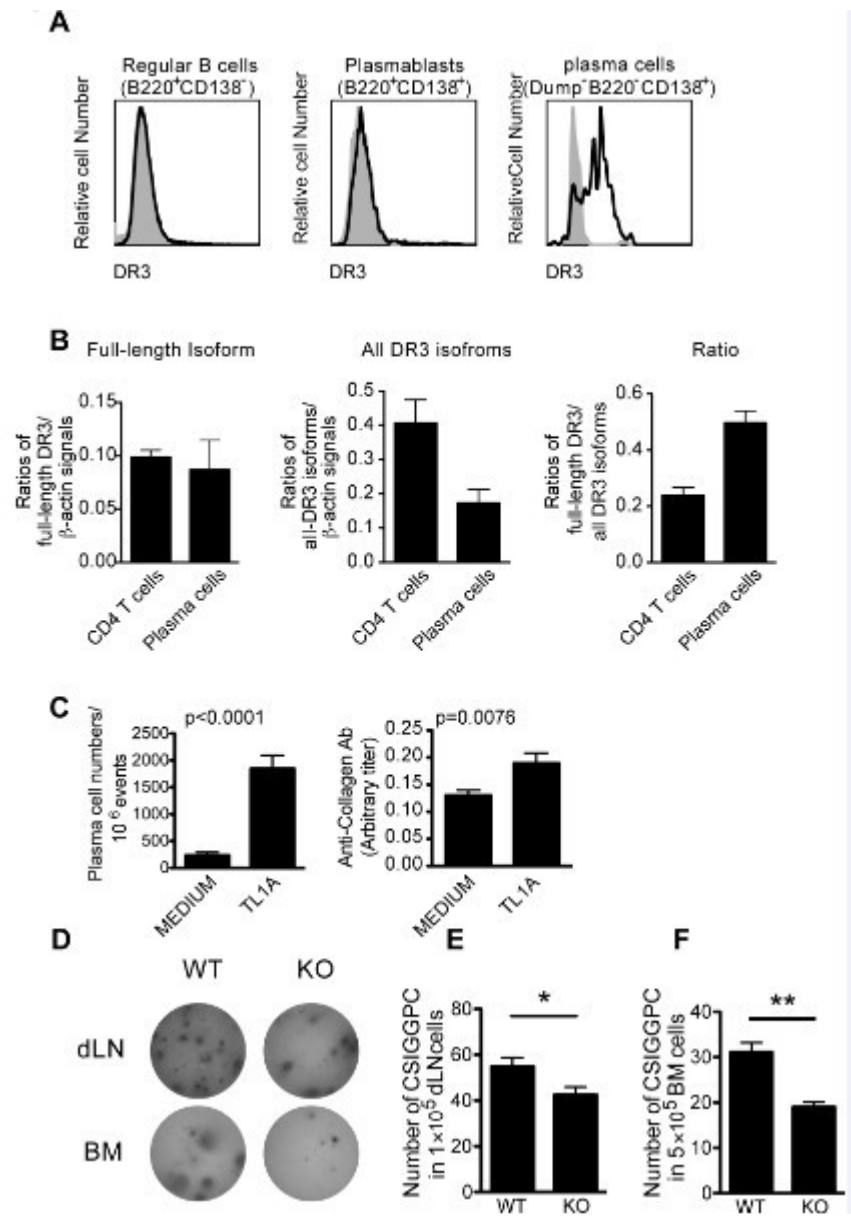 A
Regular B cells
(B220+CD138-)
Plasmablasts
(B220+CD138+)
plasma cells
(Dump-B220-CD138+)
Relative cell Number
Relative cell Number
RelativeCell Number
DR3
DR3
DR3
B
Full-length Isoform
All DR3 isofroms
Ratio
Ratios of
full-length DR3/
β-actin signals
0.15
0.10
0.05
0.00
CD4 T cells
Plasma cells
Ratios of
all-DR3 isoforms/
β-actin signals
0.5
0.4
0.3
0.2
0.1
0.0
CD4 T cells
Plasma cells
Ratios of
full-length DR3/
all DR3 isoforms
0.6
0.4
0.2
0.0
CD4 T cells
Plasma cells
C
Plasma cell numbers/
10^6 events
p<0.0001
2000
1500
1000
500
0
MEDIUM
TL1A
Anti-Collagen Ab
(Arbitrary titer)
p=0.0076
0.25
0.20
0.15
0.10
0.05
0.00
MEDIUM
TL1A
D
WT
KO
dLN
BM
E
Number of CSIGGPC
in 1×10^5 dLNcells
80
60
40
20
0
*
WT
KO
F
Number of CSIGGPC
in 5×10^5 BM cells
40
30
20
10
0
**
WT
KO